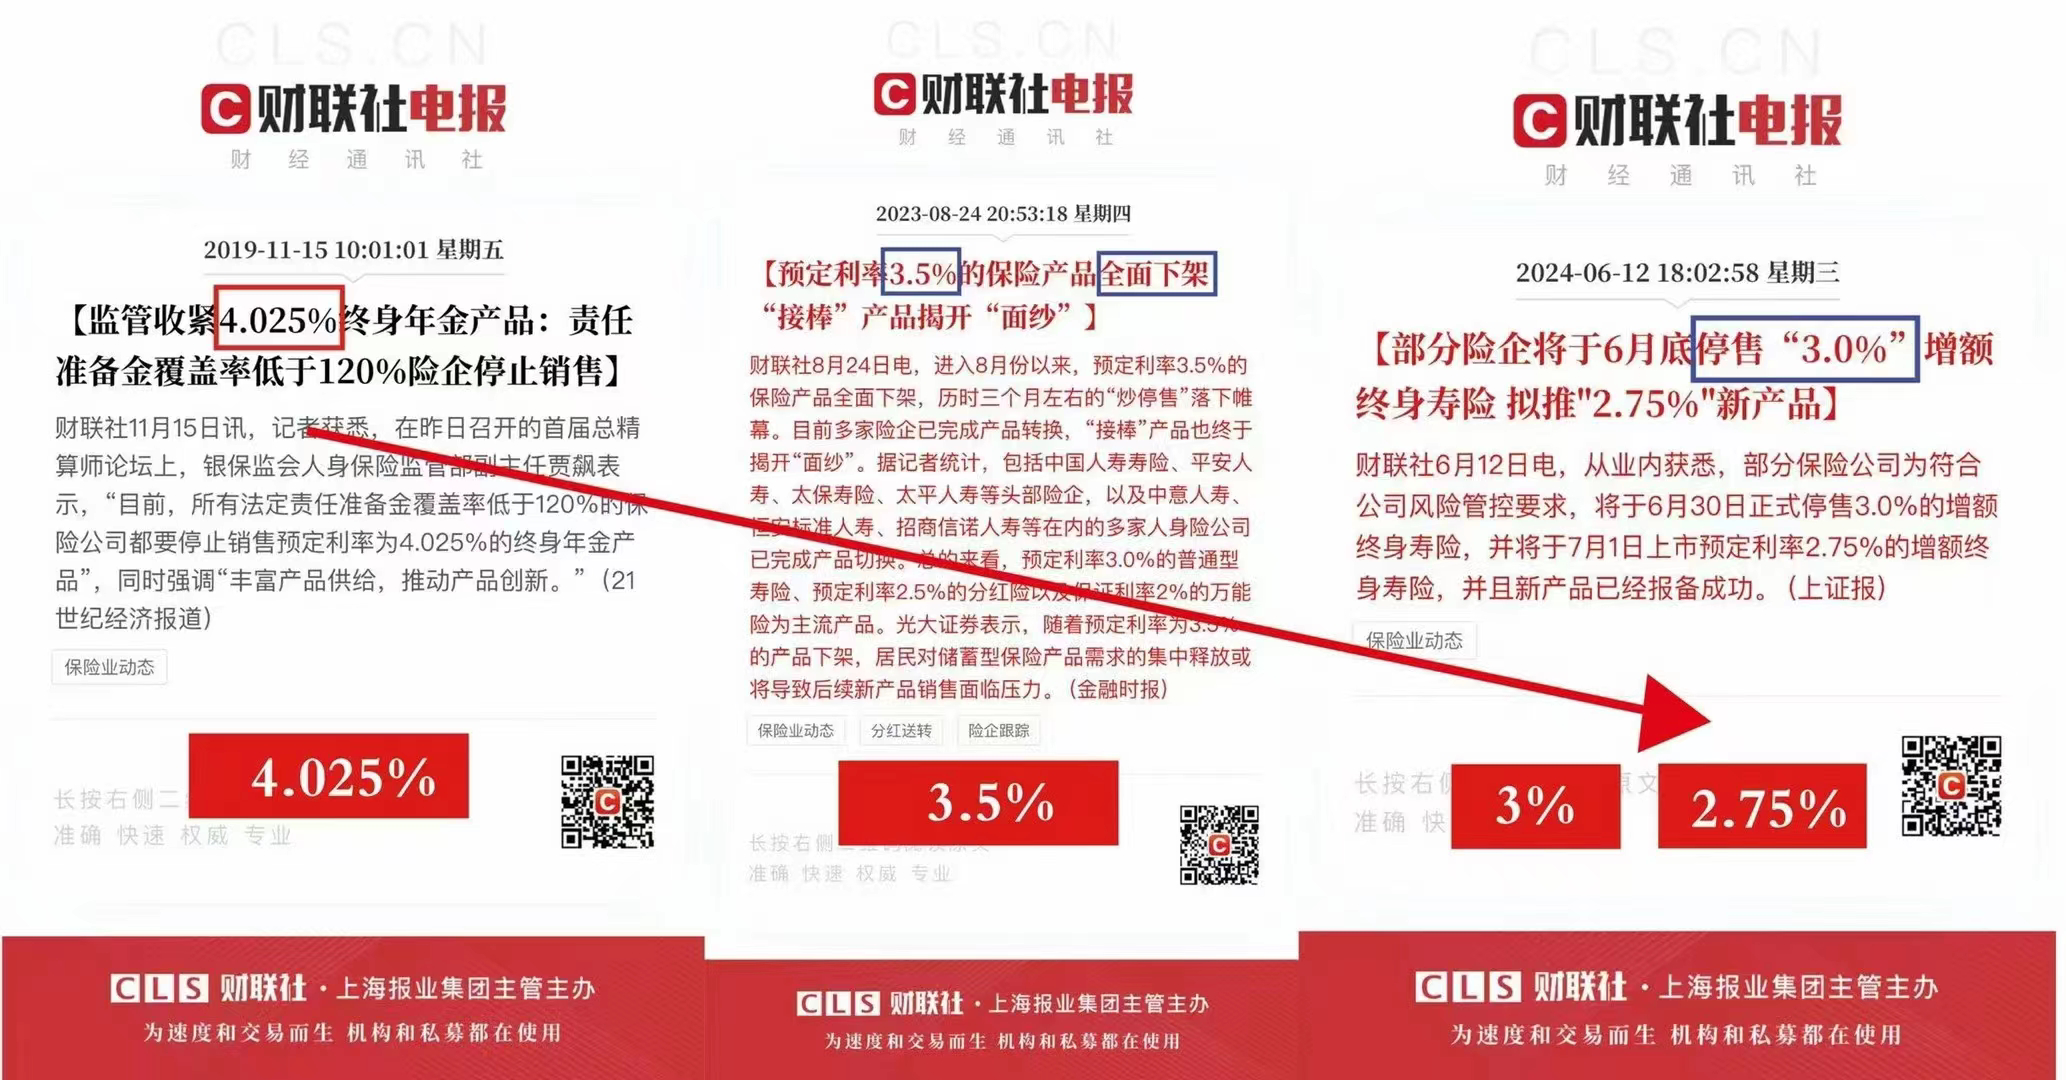 CLS.CN
财联社电报
财经通讯社
2019-11-15 10:01:01 星期五
【监管收紧4.025%终身年金产品：责任
准备金覆盖率低于120%险企停止销售】
财联社11月15日讯，记者获悉，在昨日召开的首届总精
算师论坛上，银保监会人身保险监管部副主任贾飙表
示，“目前，所有法定责任准备金覆盖率低于120%的保
险公司都要停止销售预定利率为4.025%的终身年金产
品”，同时强调“丰富产品供给，推动产品创新。”（21
世纪经济报道）
保险业动态
4.025%
长按右侧二
准确 快速 权威 专业
CLS 财联社·上海报业集团主管主办
为速度和交易而生 机构和私募都在使用
CLS.CN
财联社电报
财经通讯社
2023-08-24 20:53:18 星期四
【预定利率3.5%的保险产品全面下架
“接棒”产品揭开“面纱”】
财联社8月24日电，进入8月份以来，预定利率3.5%的
保险产品全面下架，历时三个月左右的“炒停售”落下帷
幕。目前多家险企已完成产品转换，“接棒”产品也终于
揭开“面纱”。据记者统计，包括中国人寿寿险、平安人
寿、太保寿险、太平人寿等头部险企，以及中意人寿、
恒安标准人寿、招商信诺人寿等在内的多家人身险公司
已完成产品切换。总的来看，预定利率3.0%的普通型
寿险、预定利率2.5%的分红险以及保证利率2%的万能
险为主流产品。光大证券表示，随着预定利率为3.5%
的产品下架，居民对储蓄型保险产品需求的集中释放或
将导致后续新产品销售面临压力。（金融时报）
保险业动态 分红送转 险企跟踪
3.5%
长按右侧
准确 快速 权威 专业
CLS 财联社·上海报业集团主管主办
为速度和交易而生 机构和私募都在使用
CLS.CN
财联社电报
财经通讯社
2024-06-12 18:02:58 星期三
【部分险企将于6月底停售“3.0%”增额
终身寿险 拟推"2.75%"新产品】
财联社6月12日电，从业内获悉，部分保险公司为符合
公司风险管控要求，将于6月30日正式停售3.0%的增额
终身寿险，并将于7月1日上市预定利率2.75%的增额终
身寿险，并且新产品已经报备成功。（上证报）
保险业动态
3% 2.75%
长按右 原文
准确 快
CLS 财联社·上海报业集团主管主办
为速度和交易而生 机构和私募都在使用